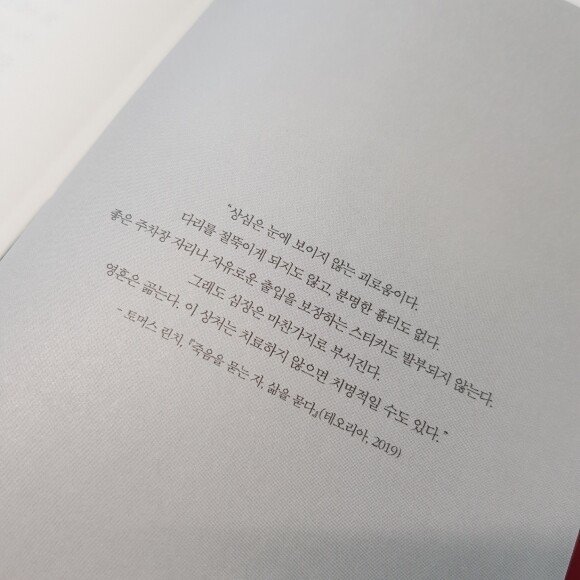 "상심은 눈에 보이지 않는 괴로움이다.
다리를 절뚝이게 되지도 않고, 분명한 흉터도 없다.
좋은 주차장 자리나 자유로운 출입을 보장하는 스티커도 발부되지 않는다.
그래도 심장은 마찬가지로 부서진다.
영혼은 곪는다. 이 상처는 치료하지 않으면 치명적일 수도 있다."
- 토머스 린치, 『죽음을 묻는 자, 삶을 묻다』(테오리아, 2019)